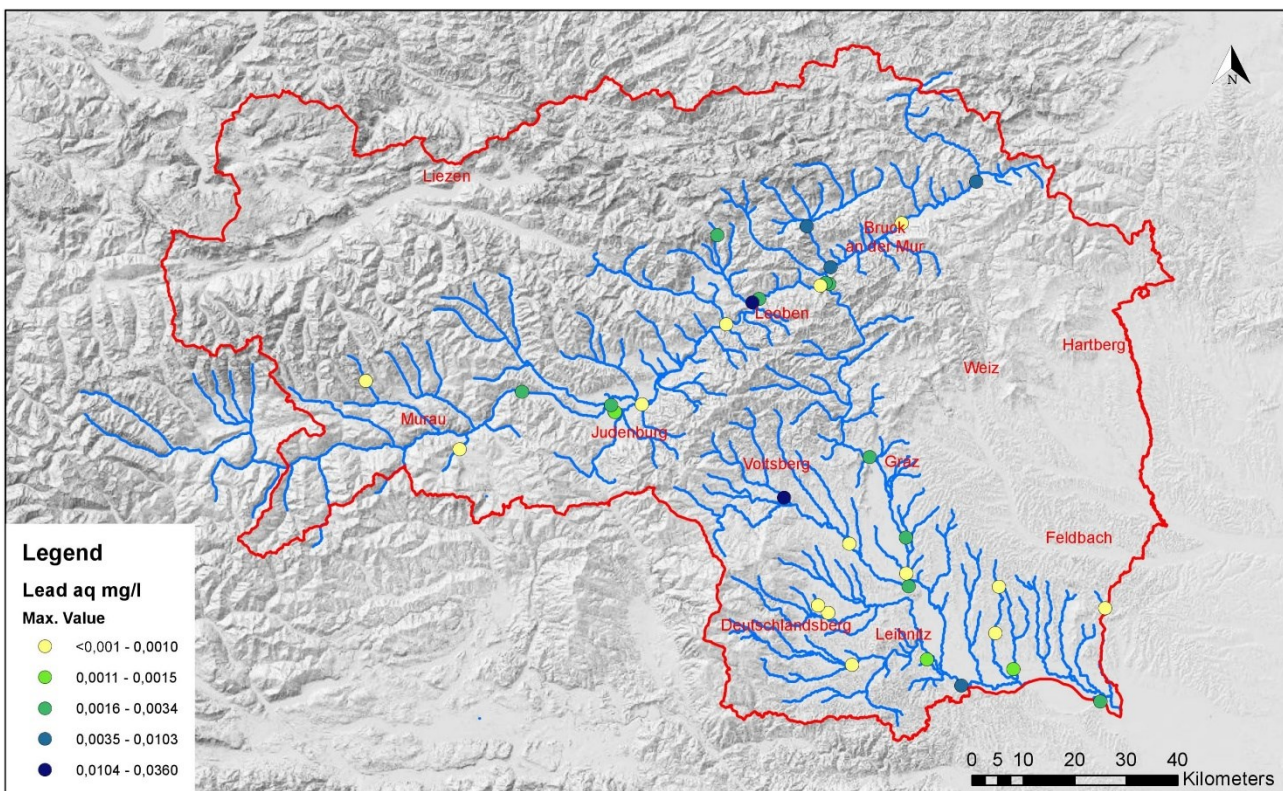 N
Liezen
Bruck
an der Mur
Leoben
Hartberg
Weiz
Murau
Judenburg
Voitsberg
Graz
Feldbach
Deutschlandsberg
Leibnitz
Legend
Lead aq mg/l
Max. Value
<0,001 - 0,0010
0,0011 - 0,0015
0,0016 - 0,0034
0,0035 - 0,0103
0,0104 - 0,0360
0 5 10 20 30 40
Kilometers